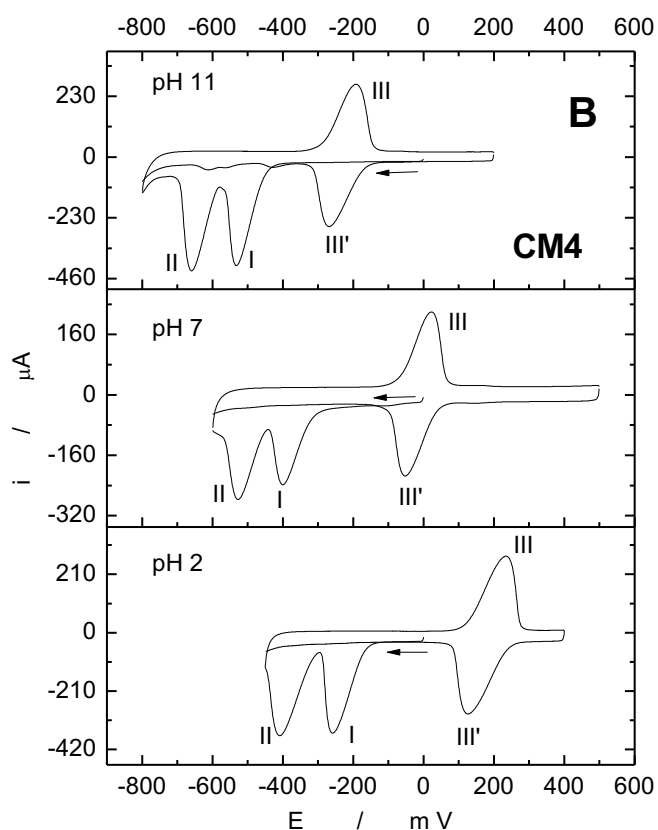 -800 -600 -400 -200 0 200 400 600
pH 11
III
B
230
0
-230
-460
II
I
III'
CM4
pH 7
III
160
0
-160
-320
II
I
III'
i / μA
pH 2
III
210
0
-210
-420
II
I
III'
-800 -600 -400 -200 0 200 400 600
E / m V